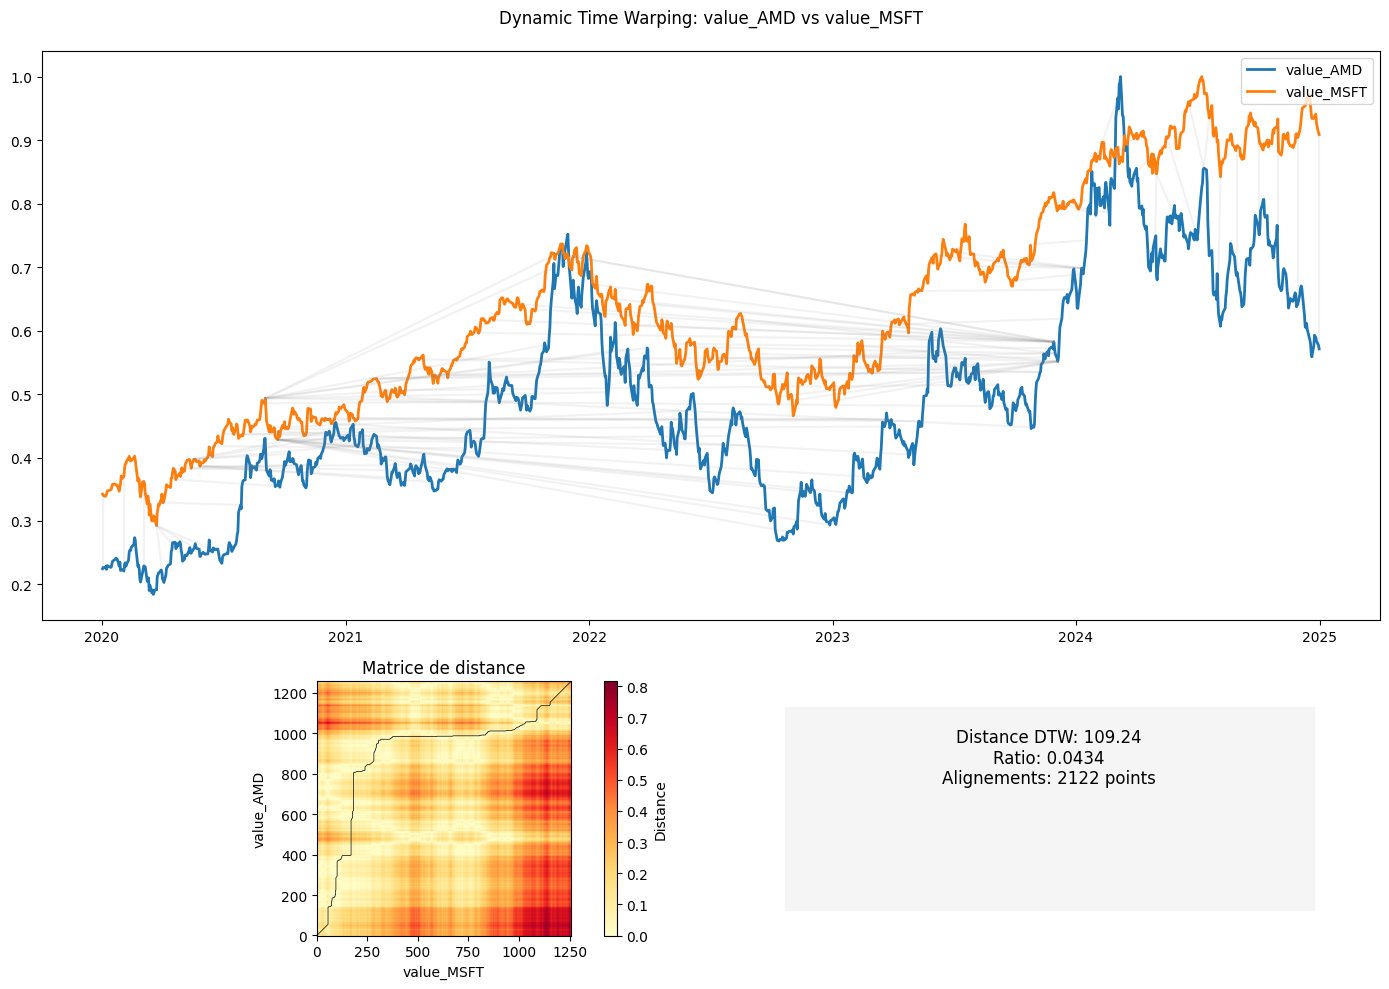 Dynamic Time Warping: value_AMD vs value_MSFT
value_AMD
value_MSFT
1.0
0.9
0.8
0.7
0.6
0.5
0.4
0.3
0.2
2020 2021 2022 2023 2024 2025
Matrice de distance
value_AMD
1200
1000
800
600
400
200
0
0 250 500 750 1000 1250
value_MSFT
0.8
0.7
0.6
0.5
0.4
0.3
0.2
0.1
0.0
Distance
Distance DTW: 109.24
Ratio: 0.0434
Alignements: 2122 points